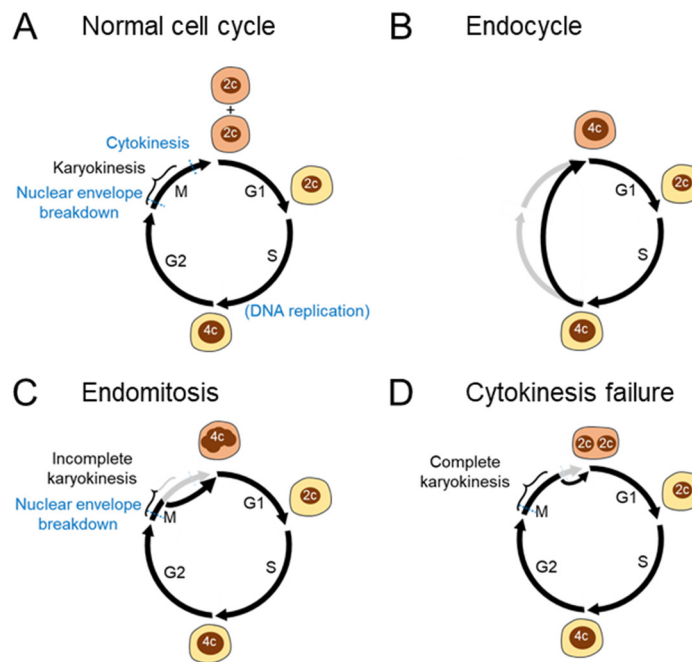 A Normal cell cycle
2c
+
2c
Cytokinesis
Karyokinesis
Nuclear envelope
breakdown
M
G1
2c
S
G2
(DNA replication)
4c
B Endocycle
4c
G1
2c
S
4c
C Endomitosis
4c
Incomplete
karyokinesis
Nuclear envelope
breakdown
M
G1
2c
S
G2
4c
D Cytokinesis failure
2c 2c
Complete
karyokinesis
M
G1
2c
S
G2
4c